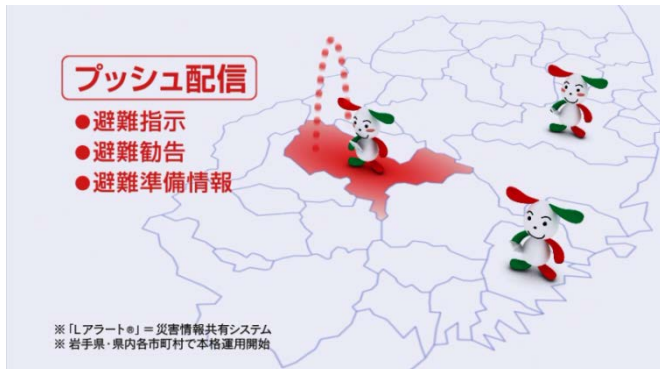 プッシュ配信
●避難指示
●避難勧告
●避難準備情報
※「Lアラート®」=災害情報共有システム
※ 岩手県・県内各市町村で本格運用開始